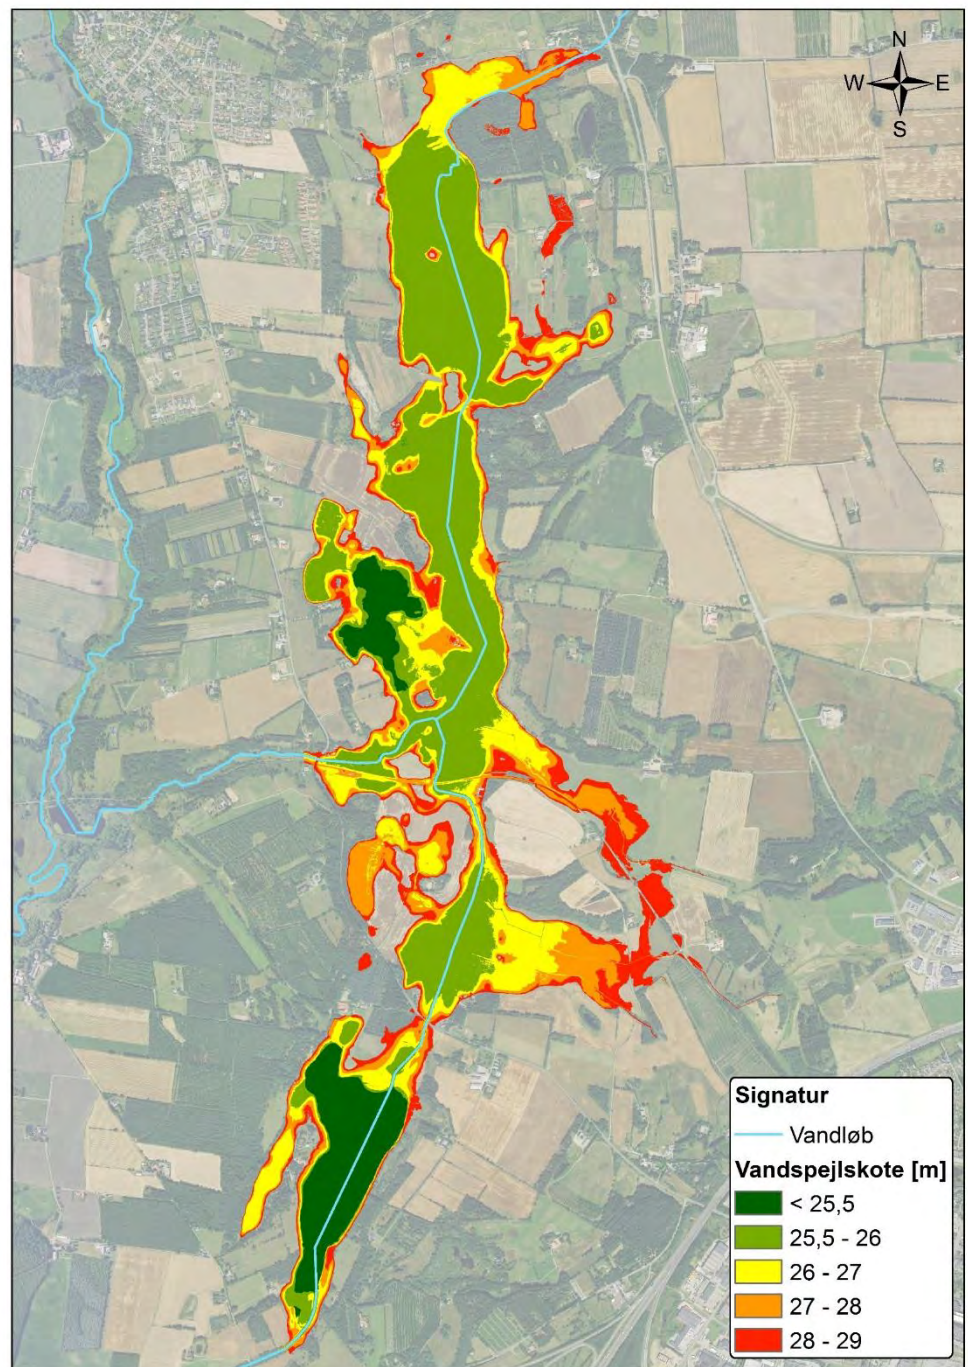 N
W E
S
Signatur
Vandløb
Vandspejlskote [m]
< 25,5
25,5 - 26
26 - 27
27 - 28
28 - 29